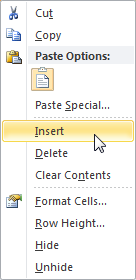 Cut
Copy
Paste Options:
Paste Special...
Insert
Delete
Clear Contents
Format Cells...
Row Height...
Hide
Unhide